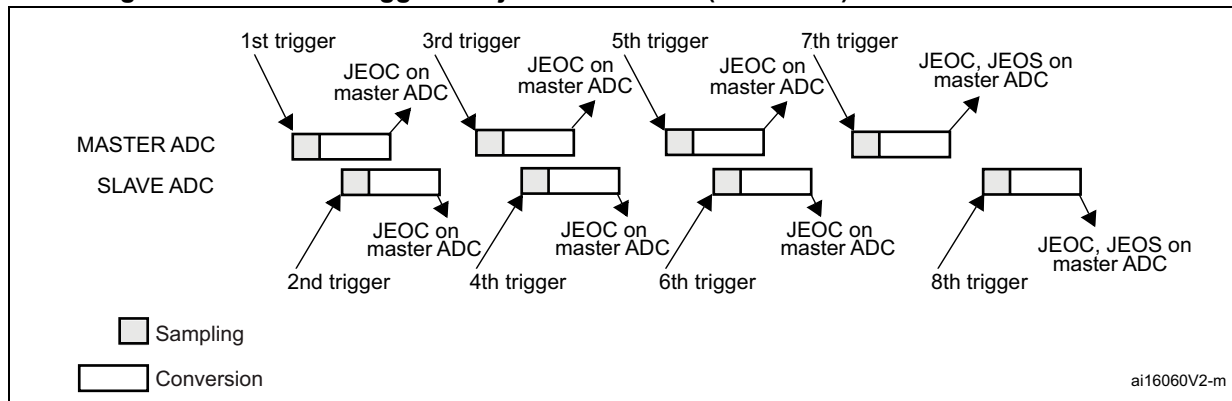 1st trigger
3rd trigger
5th trigger
7th trigger
JEOC on
master ADC
JEOC on
master ADC
JEOC on
master ADC
JEOC, JEOS on
master ADC
MASTER ADC
SLAVE ADC
JEOC on
master ADC
JEOC on
master ADC
JEOC on
master ADC
JEOC, JEOS on
master ADC
2nd trigger
4th trigger
6th trigger
8th trigger
Sampling
Conversion
ai16060V2-m